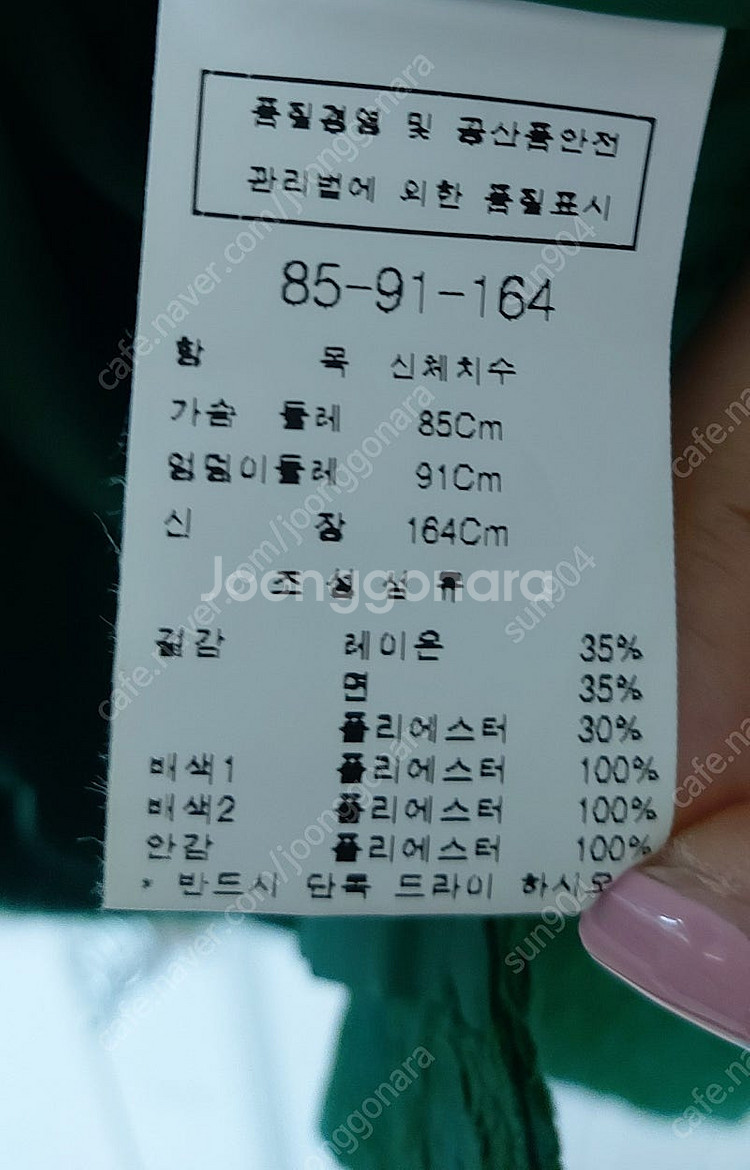 품질경영 및 공산품안전
관리법에 의한 품질표시
85-91-164
항 목 신체치수
가슴 둘레 85Cm
엉덩이둘레 91Cm
신 장 164Cm
조 성 섬 유
Joonggonara
겉감 레이온 35%
면 35%
폴리에스터 30%
배색1 폴리에스터 100%
배색2 폴리에스터 100%
안감 폴리에스터 100%
* 반드시 단독 드라이 하시오
cafe.naver.com/joonggonara
sun904